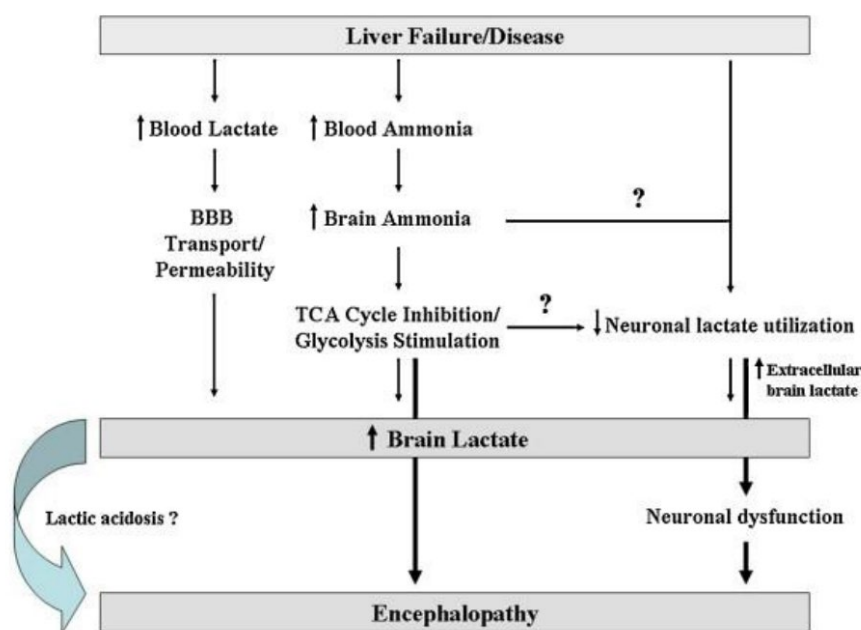 Liver Failure/Disease
↑Blood Lactate
↑Blood Ammonia
BBB
Transport/
Permeability
↑Brain Ammonia
?
TCA Cycle Inhibition/
Glycolysis Stimulation
?
↓Neuronal lactate utilization
↑Extracellular
brain lactate
↑Brain Lactate
Lactic acidosis ?
Neuronal dysfunction
Encephalopathy